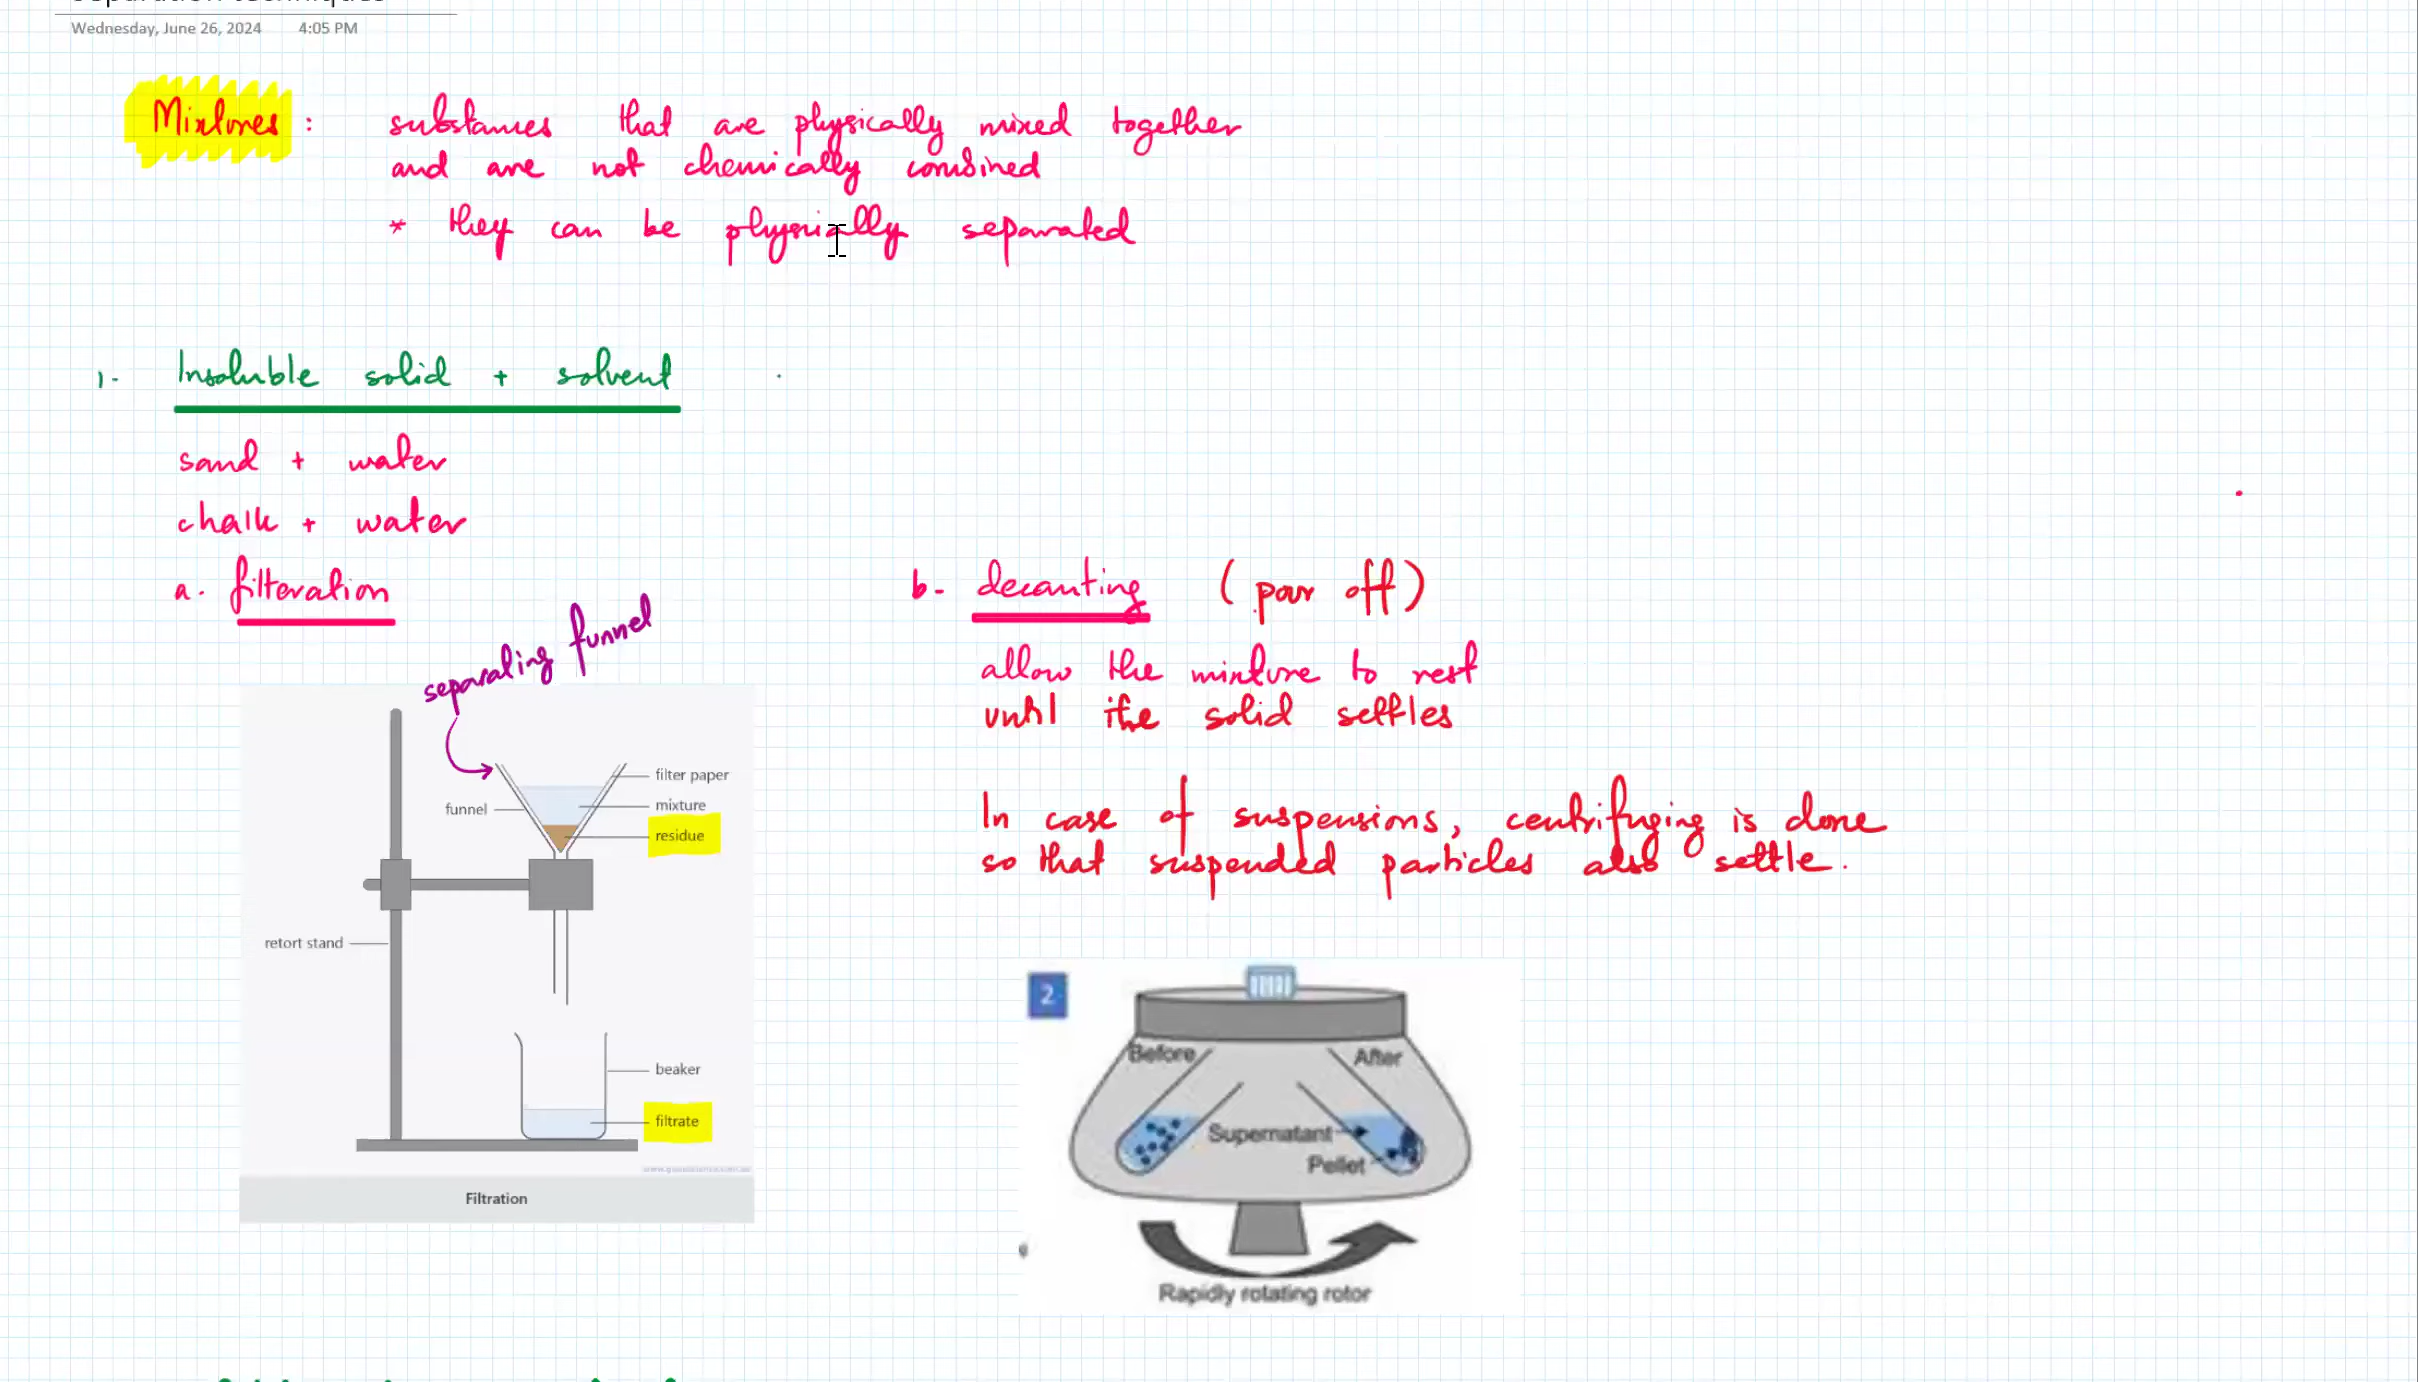 separation techniques
Wednesday, June 26, 2024 4:05 PM
Mixtures : substances that are physically mixed together
and are not chemically combined
* they can be physically separated
1. Insoluble solid + solvent
sand + water
chalk + water
a. filteration
separating funnel
funnel
filter paper
mixture
residue
retort stand
beaker
filtrate
Filtration
b. decanting (pour off)
allow the mixture to rest
until the solid settles
In case of suspensions, centrifuging is done
so that suspended particles also settle.
2
Before
After
Supernatant
Pellet
Rapidly rotating rotor